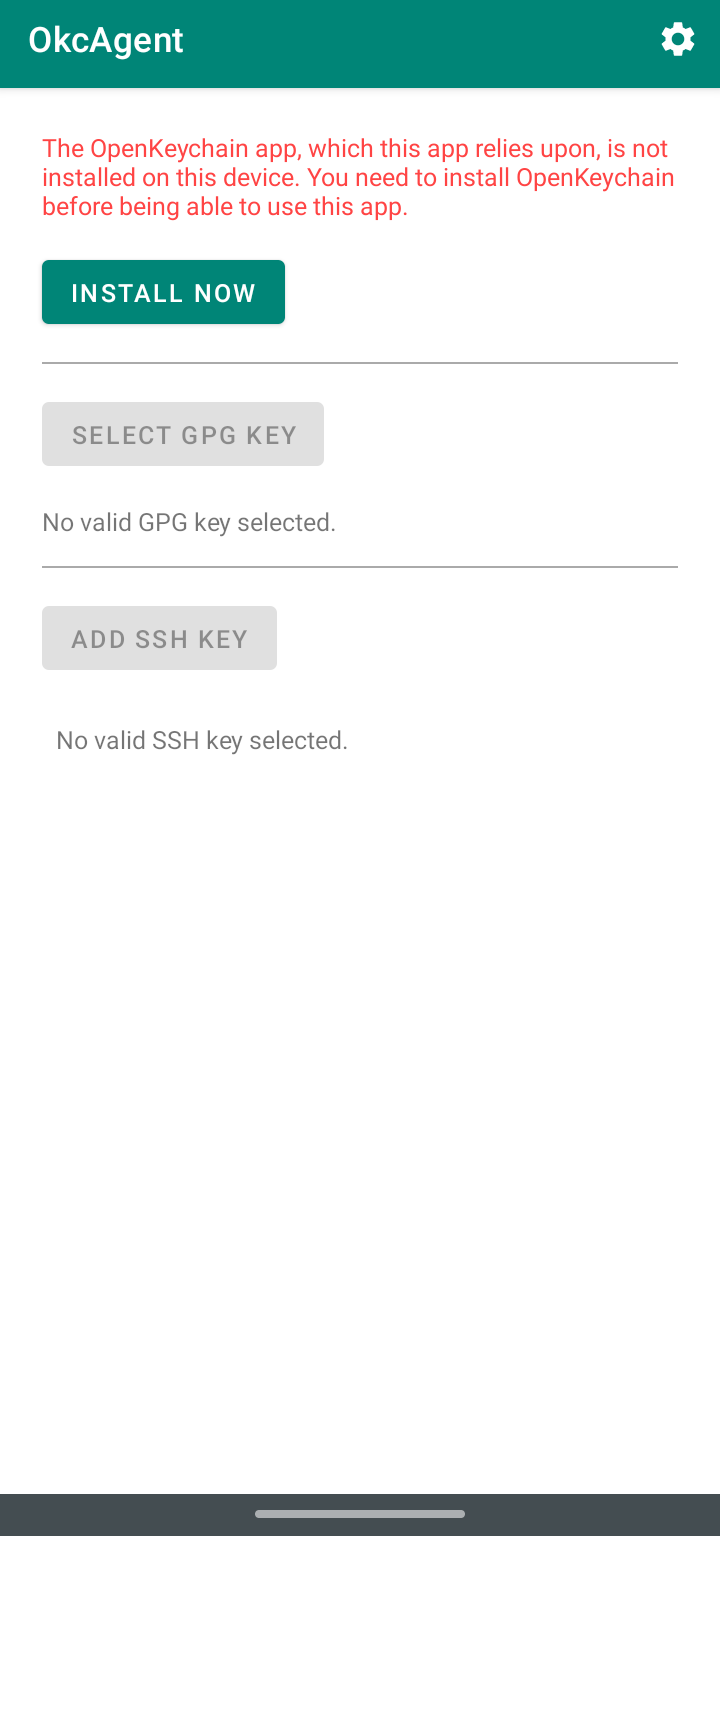 OkcAgent
The OpenKeychain app, which this app relies upon, is not
installed on this device. You need to install OpenKeychain
before being able to use this app.
INSTALL NOW
SELECT GPG KEY
No valid GPG key selected.
ADD SSH KEY
No valid SSH key selected.